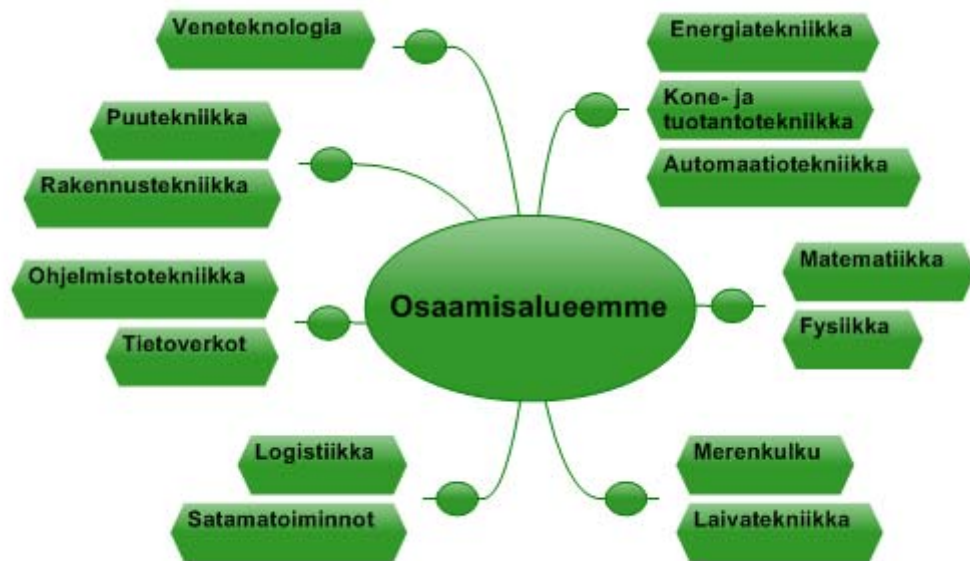 Veneteknologia
Puutekniikka
Rakennustekniikka
Ohjelmistotekniikka
Tietoverkot
Logistiikka
Satamatoiminnot
Osaamisalueemme
Energiatekniikka
Kone- ja
tuotantotekniikka
Automaatiotekniikka
Matematiikka
Fysiikka
Merenkulku
Laivatekniikka